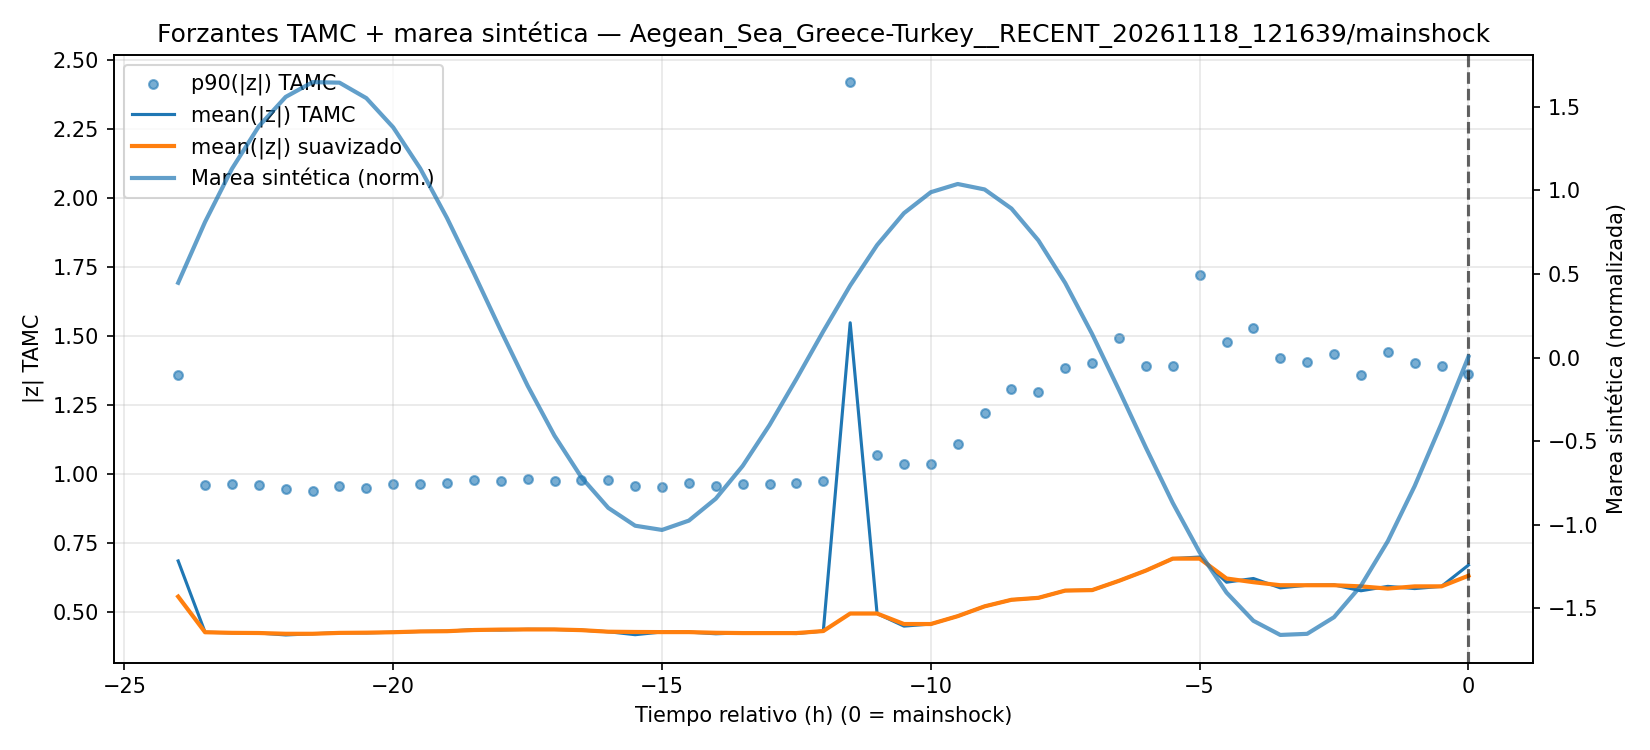 Forzantes TAMC + marea sintética — Aegean_Sea_Greece-Turkey__RECENT_20261118_121639/mainshock
p90(|z|) TAMC
mean(|z|) TAMC
mean(|z|) suavizado
Marea sintética (norm.)
|z| TAMC
2.50
2.25
2.00
1.75
1.50
1.25
1.00
0.75
0.50
Marea sintética (normalizada)
1.5
1.0
0.5
0.0
−0.5
−1.0
−1.5
−25
−20
−15
−10
−5
0
Tiempo relativo (h) (0 = mainshock)